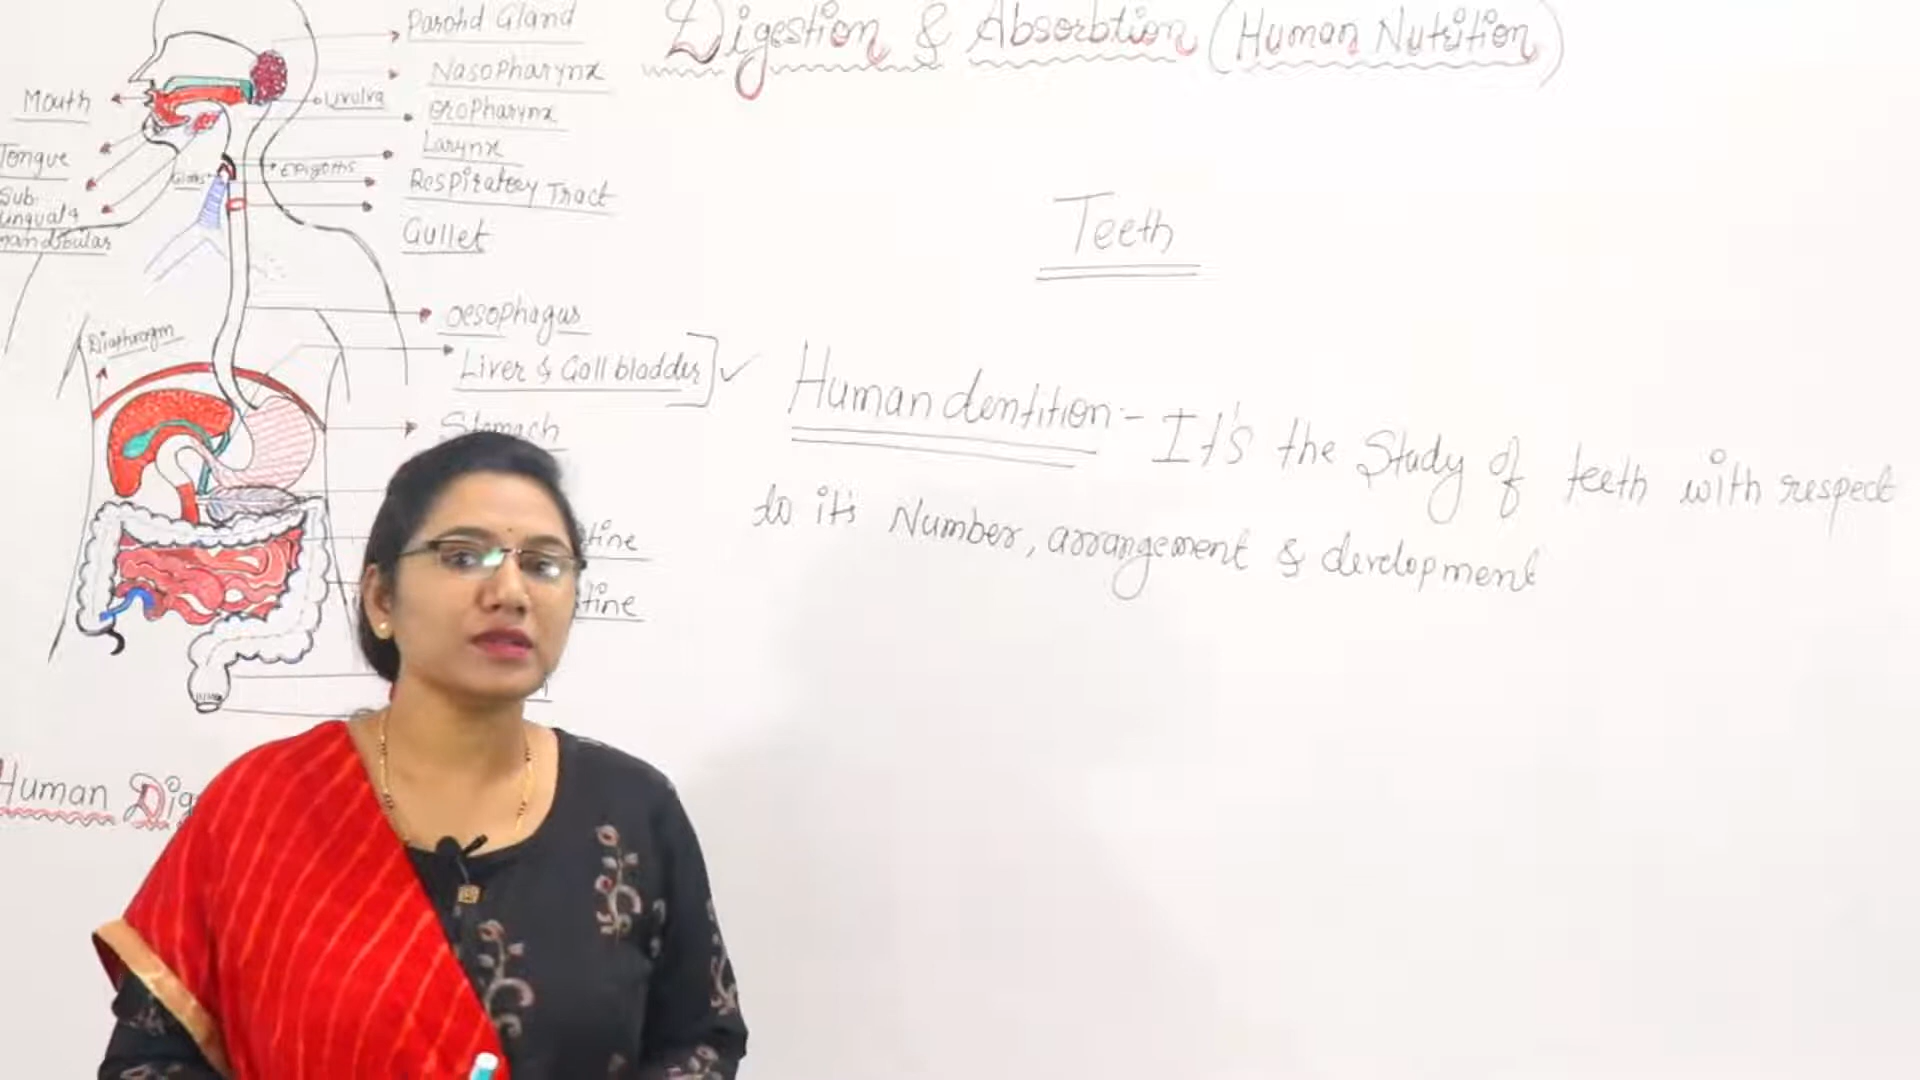 Digestion & Absorbtion (Human Nutrition)
Parotid Gland
Nasopharynx
Mouth
Uvulva
Oropharynx
Larynx
Tongue
Epiglottis
Respiratory Tract
Sub-
lingual &
mandibular
Gullet
Teeth
Oesophagus
Diaphragm
Liver & Gall bladder
Human dentition:- It's the Study of teeth with respect
to it's Number, arrangement & development
Stomach
tine
tine
Human Dig